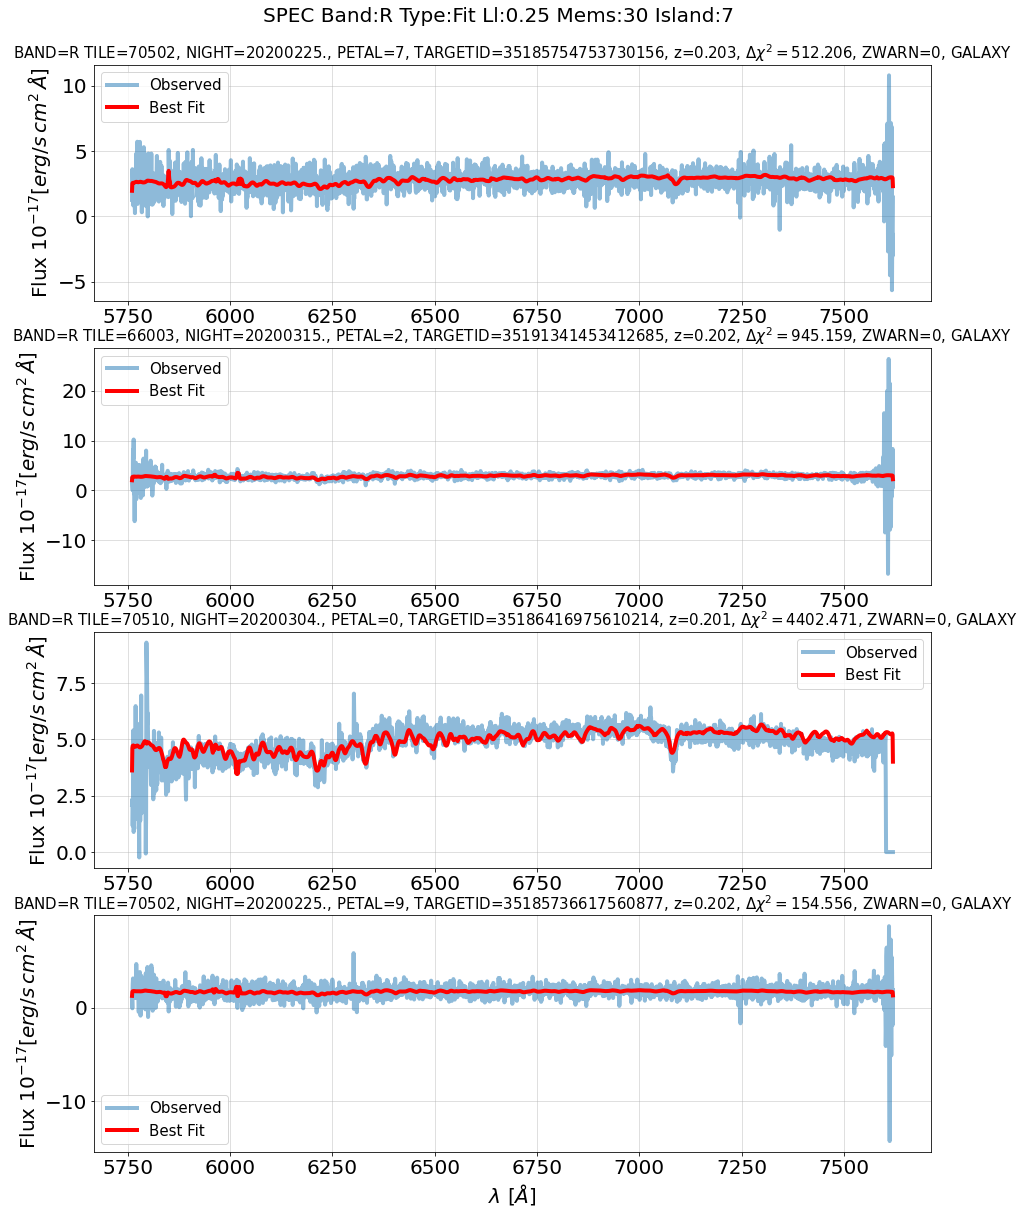 SPEC Band:R Type:Fit Ll:0.25 Mems:30 Island:7
BAND=R TILE=70502, NIGHT=20200225., PETAL=7, TARGETID=35185754753730156, z=0.203, Δχ² = 512.206, ZWARN=0, GALAXY
Flux 10⁻¹⁷[erg/s cm² Å]
10
5
0
−5
Observed
Best Fit
5750 6000 6250 6500 6750 7000 7250 7500
BAND=R TILE=66003, NIGHT=20200315., PETAL=2, TARGETID=35191341453412685, z=0.202, Δχ² = 945.159, ZWARN=0, GALAXY
Flux 10⁻¹⁷[erg/s cm² Å]
20
10
0
−10
Observed
Best Fit
5750 6000 6250 6500 6750 7000 7250 7500
BAND=R TILE=70510, NIGHT=20200304., PETAL=0, TARGETID=35186416975610214, z=0.201, Δχ² = 4402.471, ZWARN=0, GALAXY
Flux 10⁻¹⁷[erg/s cm² Å]
7.5
5.0
2.5
0.0
Observed
Best Fit
5750 6000 6250 6500 6750 7000 7250 7500
BAND=R TILE=70502, NIGHT=20200225., PETAL=9, TARGETID=35185736617560877, z=0.202, Δχ² = 154.556, ZWARN=0, GALAXY
Flux 10⁻¹⁷[erg/s cm² Å]
0
−10
Observed
Best Fit
5750 6000 6250 6500 6750 7000 7250 7500
λ [Å]